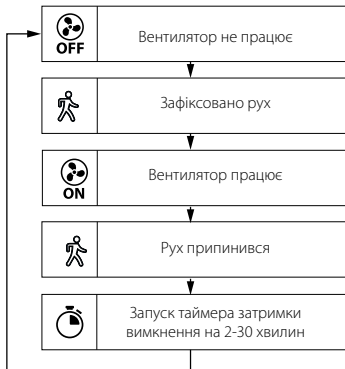 OFF
Вентилятор не працює
Зафіксовано рух
ON
Вентилятор працює
Рух припинився
Запуск таймера затримки
вимкнення на 2-30 хвилин